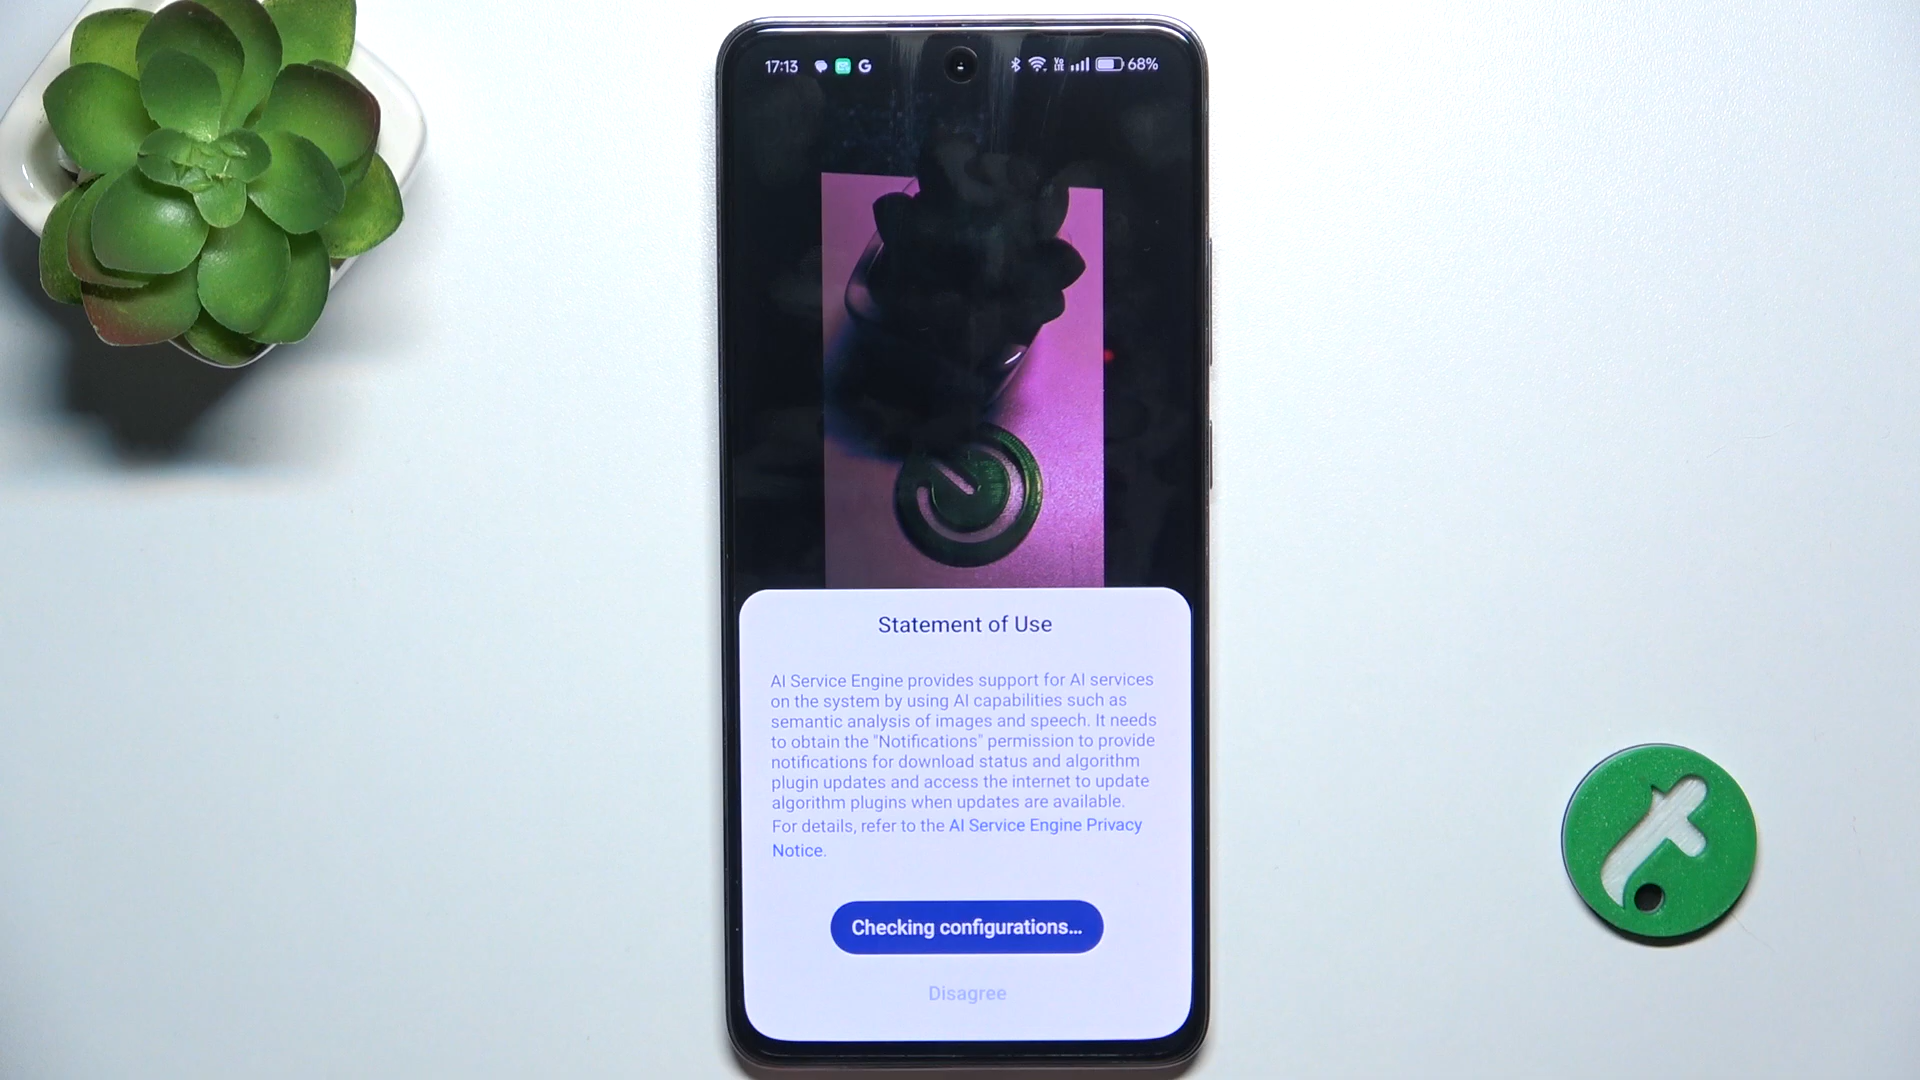 17:13 G Vo LTE 68%
Statement of Use
AI Service Engine provides support for AI services
on the system by using AI capabilities such as
semantic analysis of images and speech. It needs
to obtain the "Notifications" permission to provide
notifications for download status and algorithm
plugin updates and access the internet to update
algorithm plugins when updates are available.
For details, refer to the AI Service Engine Privacy
Notice.
Checking configurations...
Disagree